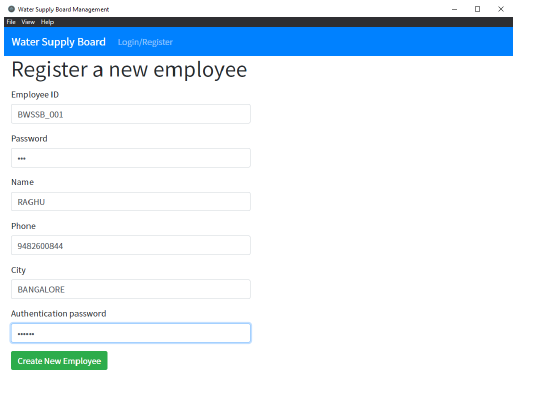 Water Supply Board Management
File View Help
Water Supply Board Login/Register
Register a new employee
Employee ID
BWSSB_001
Password
•••
Name
RAGHU
Phone
9482600844
City
BANGALORE
Authentication password
••••••
Create New Employee